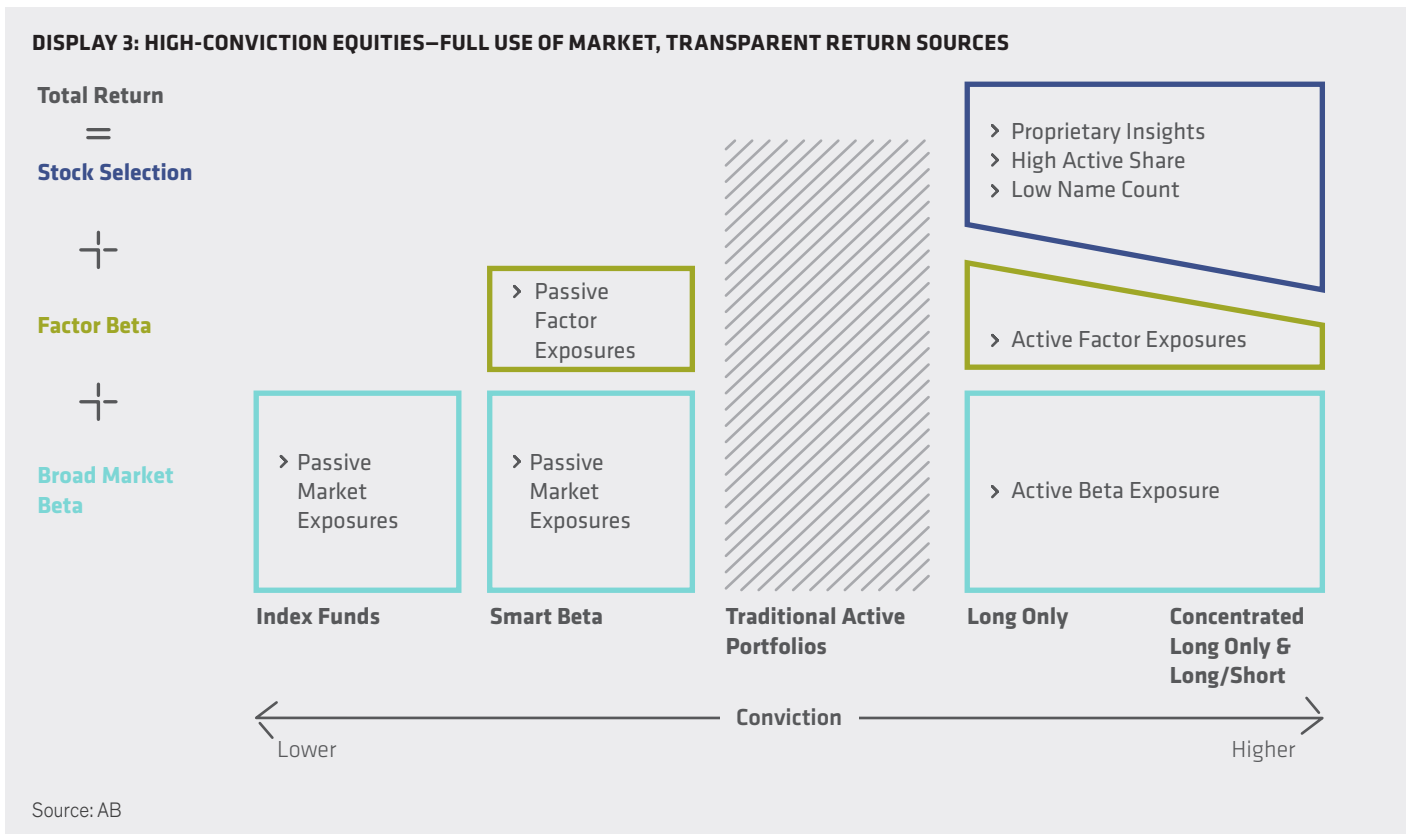 DISPLAY 3: HIGH-CONVICTION EQUITIES—FULL USE OF MARKET, TRANSPARENT RETURN SOURCES
Total Return
=
Stock Selection
+
Factor Beta
+
Broad Market
Beta
> Passive
Market
Exposures
> Passive
Factor
Exposures
> Passive
Market
Exposures
> Proprietary Insights
> High Active Share
> Low Name Count
> Active Factor Exposures
> Active Beta Exposure
Index Funds
Smart Beta
Traditional Active
Portfolios
Long Only
Concentrated
Long Only &
Long/Short
Conviction
Lower
Higher
Source: AB